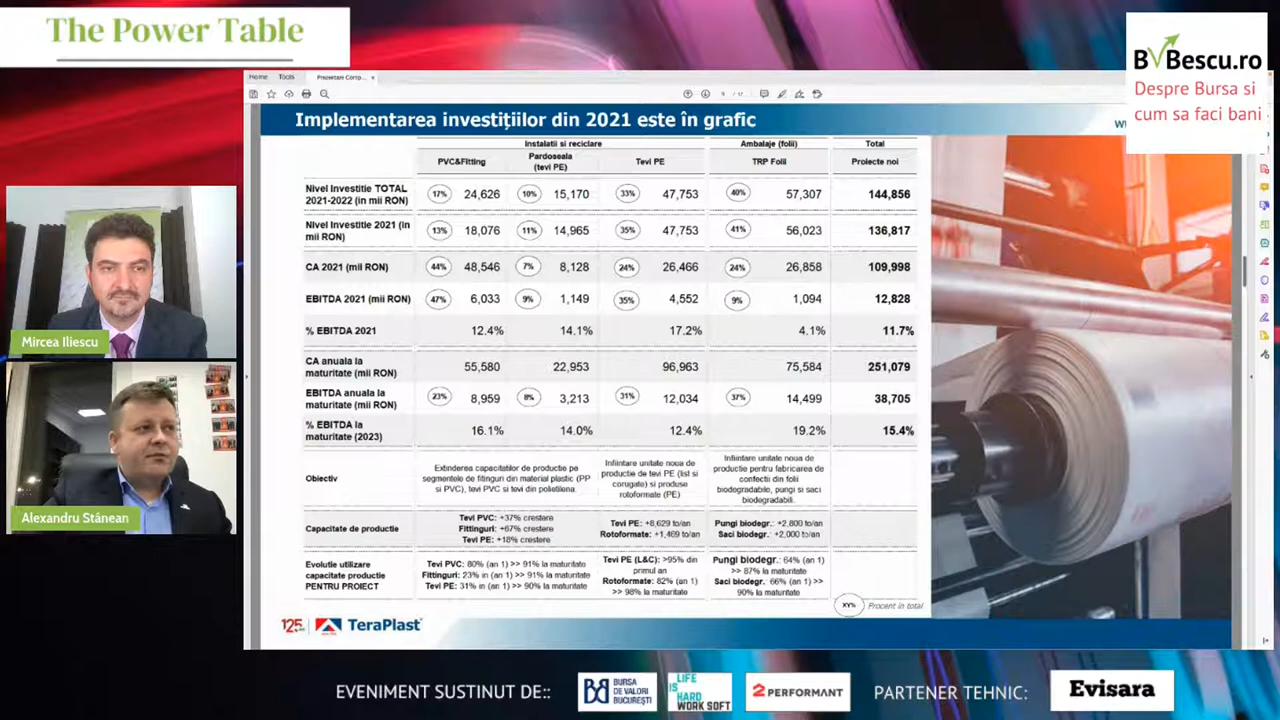 The Power Table
BVBescu.ro
Despre Bursa si
cum sa faci bani
Home Tools
Implementarea investițiilor din 2021 este în grafic
Instalatii si reciclare Ambalaje (folii) Total
PVC&Fitting Pardoseala (tevi PE) Tevi PE TRP Folii Proiecte noi
Nivel Investitie TOTAL 2021-2022 (in mii RON) 17% 24,626 10% 15,170 33% 47,753 40% 57,307 144,856
Nivel Investitie 2021 (in mii RON) 13% 18,076 11% 14,965 35% 47,753 41% 56,023 136,817
CA 2021 (mii RON) 44% 48,546 7% 8,128 24% 26,466 24% 26,858 109,998
EBITDA 2021 (mii RON) 47% 6,033 9% 1,149 35% 4,552 9% 1,094 12,828
% EBITDA 2021 12.4% 14.1% 17.2% 4.1% 11.7%
CA anuala la maturitate (mii RON) 55,580 22,953 96,963 75,584 251,079
EBITDA anuala la maturitate (mii RON) 23% 8,959 8% 3,213 31% 12,034 37% 14,499 38,705
% EBITDA la maturitate (2023) 16.1% 14.0% 12.4% 19.2% 15.4%
Obiectiv
Extinderea capacitatilor de productie pe
segmentele de fitinguri din material plastic (PP
si PVC), tevi PVC si tevi din polietilena.
Infiintare unitate noua de
productie de tevi PE (list si
corugate) si produse
rotoformate (PE)
Infiintare unitate noua de
productie pentru fabricarea de
confectii din folii
biodegradabile, pungi si saci
biodegradabili.
Capacitate de productie
Tevi PVC: +37% crestere
Fittinguri: +67% crestere
Tevi PE: +18% crestere
Tevi PE: +8,629 to/an
Rotoformate: +1,469 to/an
Pungi biodegr.: +2,800 to/an
Saci biodegr.: +2,000 to/an
Evolutie utilizare
capacitate productie
PENTRU PROIECT
Tevi PVC: 80% (an 1) >> 91% la maturitate
Fittinguri: 23% in (an 1) >> 91% la maturitate
Tevi PE: 31% in (an 1) >> 90% la maturitate
Tevi PE (L&C): >95% din
primul an
Rotoformate: 82% (an 1)
>> 98% la maturitate
Pungi biodegr.: 64% (an 1)
>> 87% la maturitate
Saci biodegr. 66% (an 1) >>
90% la maturitate
XY% Procent in total
125 TeraPlast
Mircea Iliescu
Alexandru Stânean
EVENIMENT SUSTINUT DE::
BURSA
DE VALORI
BUCUREȘTI
LIFE
IS
HARD
WORK SOFT
2PERFORMANT
PARTENER TEHNIC:
Evisara